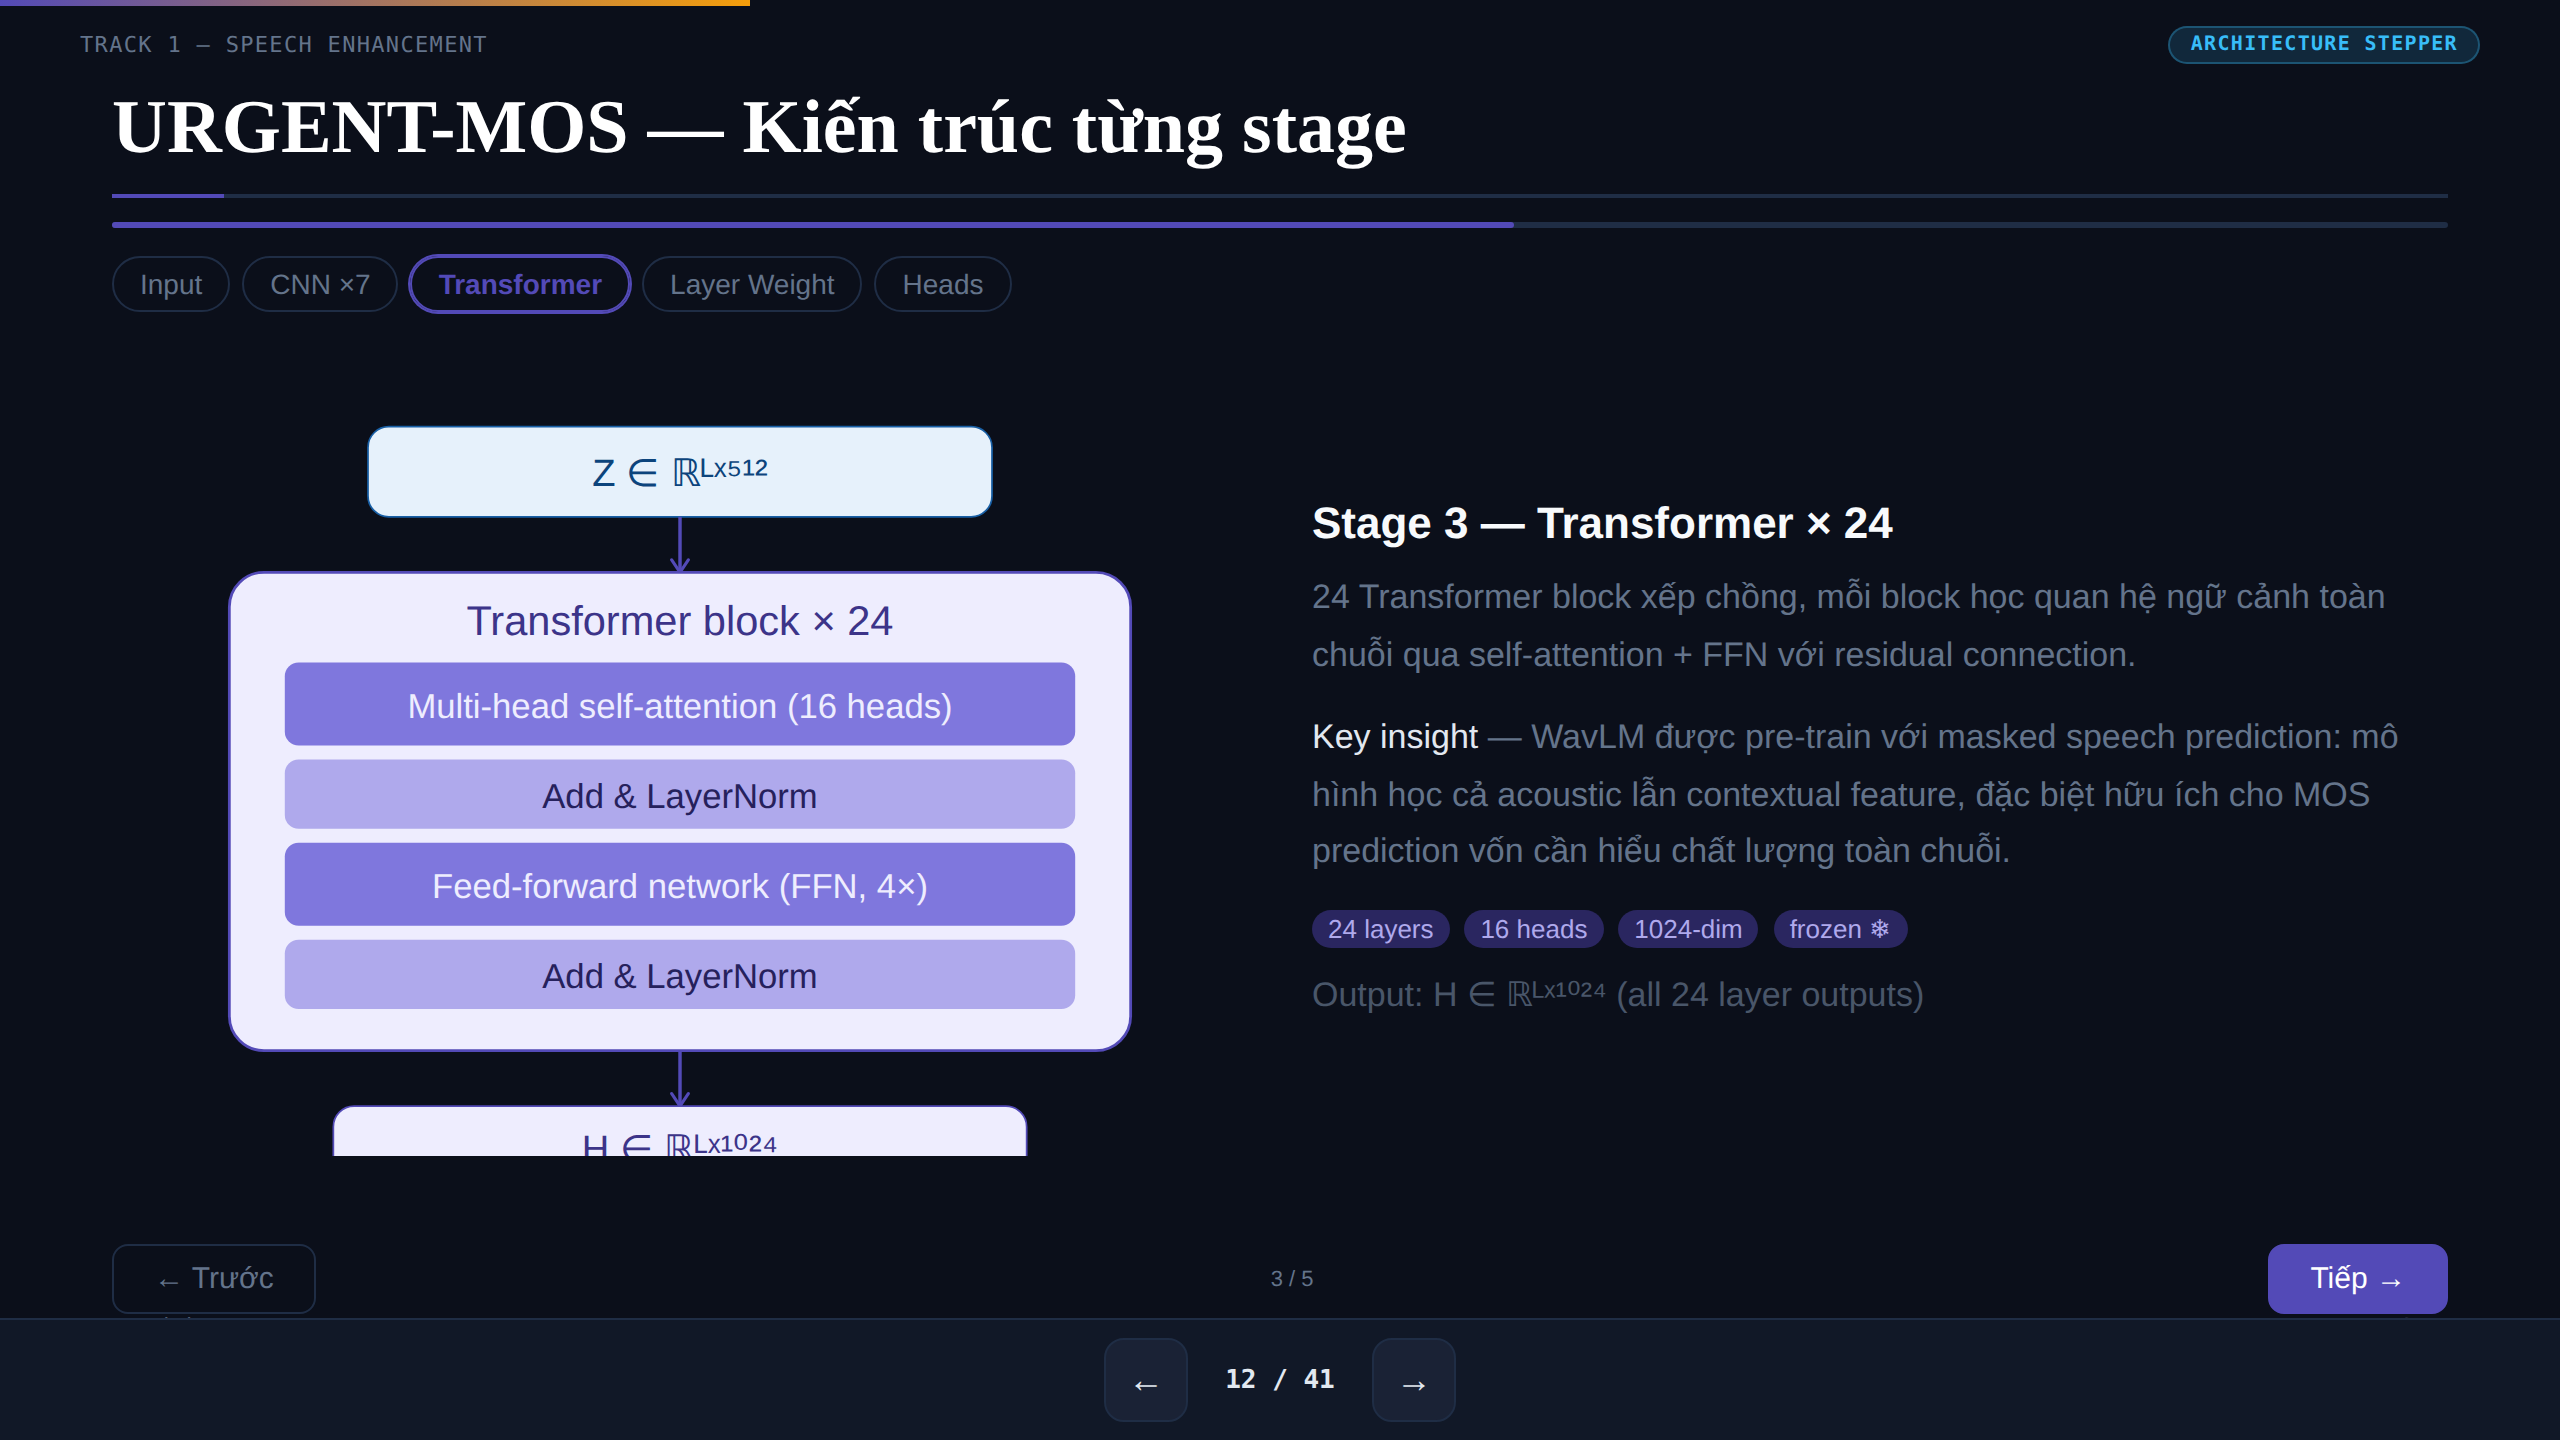 TRACK 1 — SPEECH ENHANCEMENT
ARCHITECTURE STEPPER
URGENT-MOS — Kiến trúc từng stage
Input
CNN ×7
Transformer
Layer Weight
Heads
Z ∈ ℝᴸˣ⁵¹²
Transformer block × 24
Multi-head self-attention (16 heads)
Add & LayerNorm
Feed-forward network (FFN, 4×)
Add & LayerNorm
H ∈ ℝᴸˣ¹⁰²⁴
Stage 3 — Transformer × 24
24 Transformer block xếp chồng, mỗi block học quan hệ ngữ cảnh toàn
chuỗi qua self-attention + FFN với residual connection.
Key insight — WavLM được pre-train với masked speech prediction: mô
hình học cả acoustic lẫn contextual feature, đặc biệt hữu ích cho MOS
prediction vốn cần hiểu chất lượng toàn chuỗi.
24 layers
16 heads
1024-dim
frozen ❄
Output: H ∈ ℝᴸˣ¹⁰²⁴ (all 24 layer outputs)
← Trước
3 / 5
Tiếp →
←
12 / 41
→